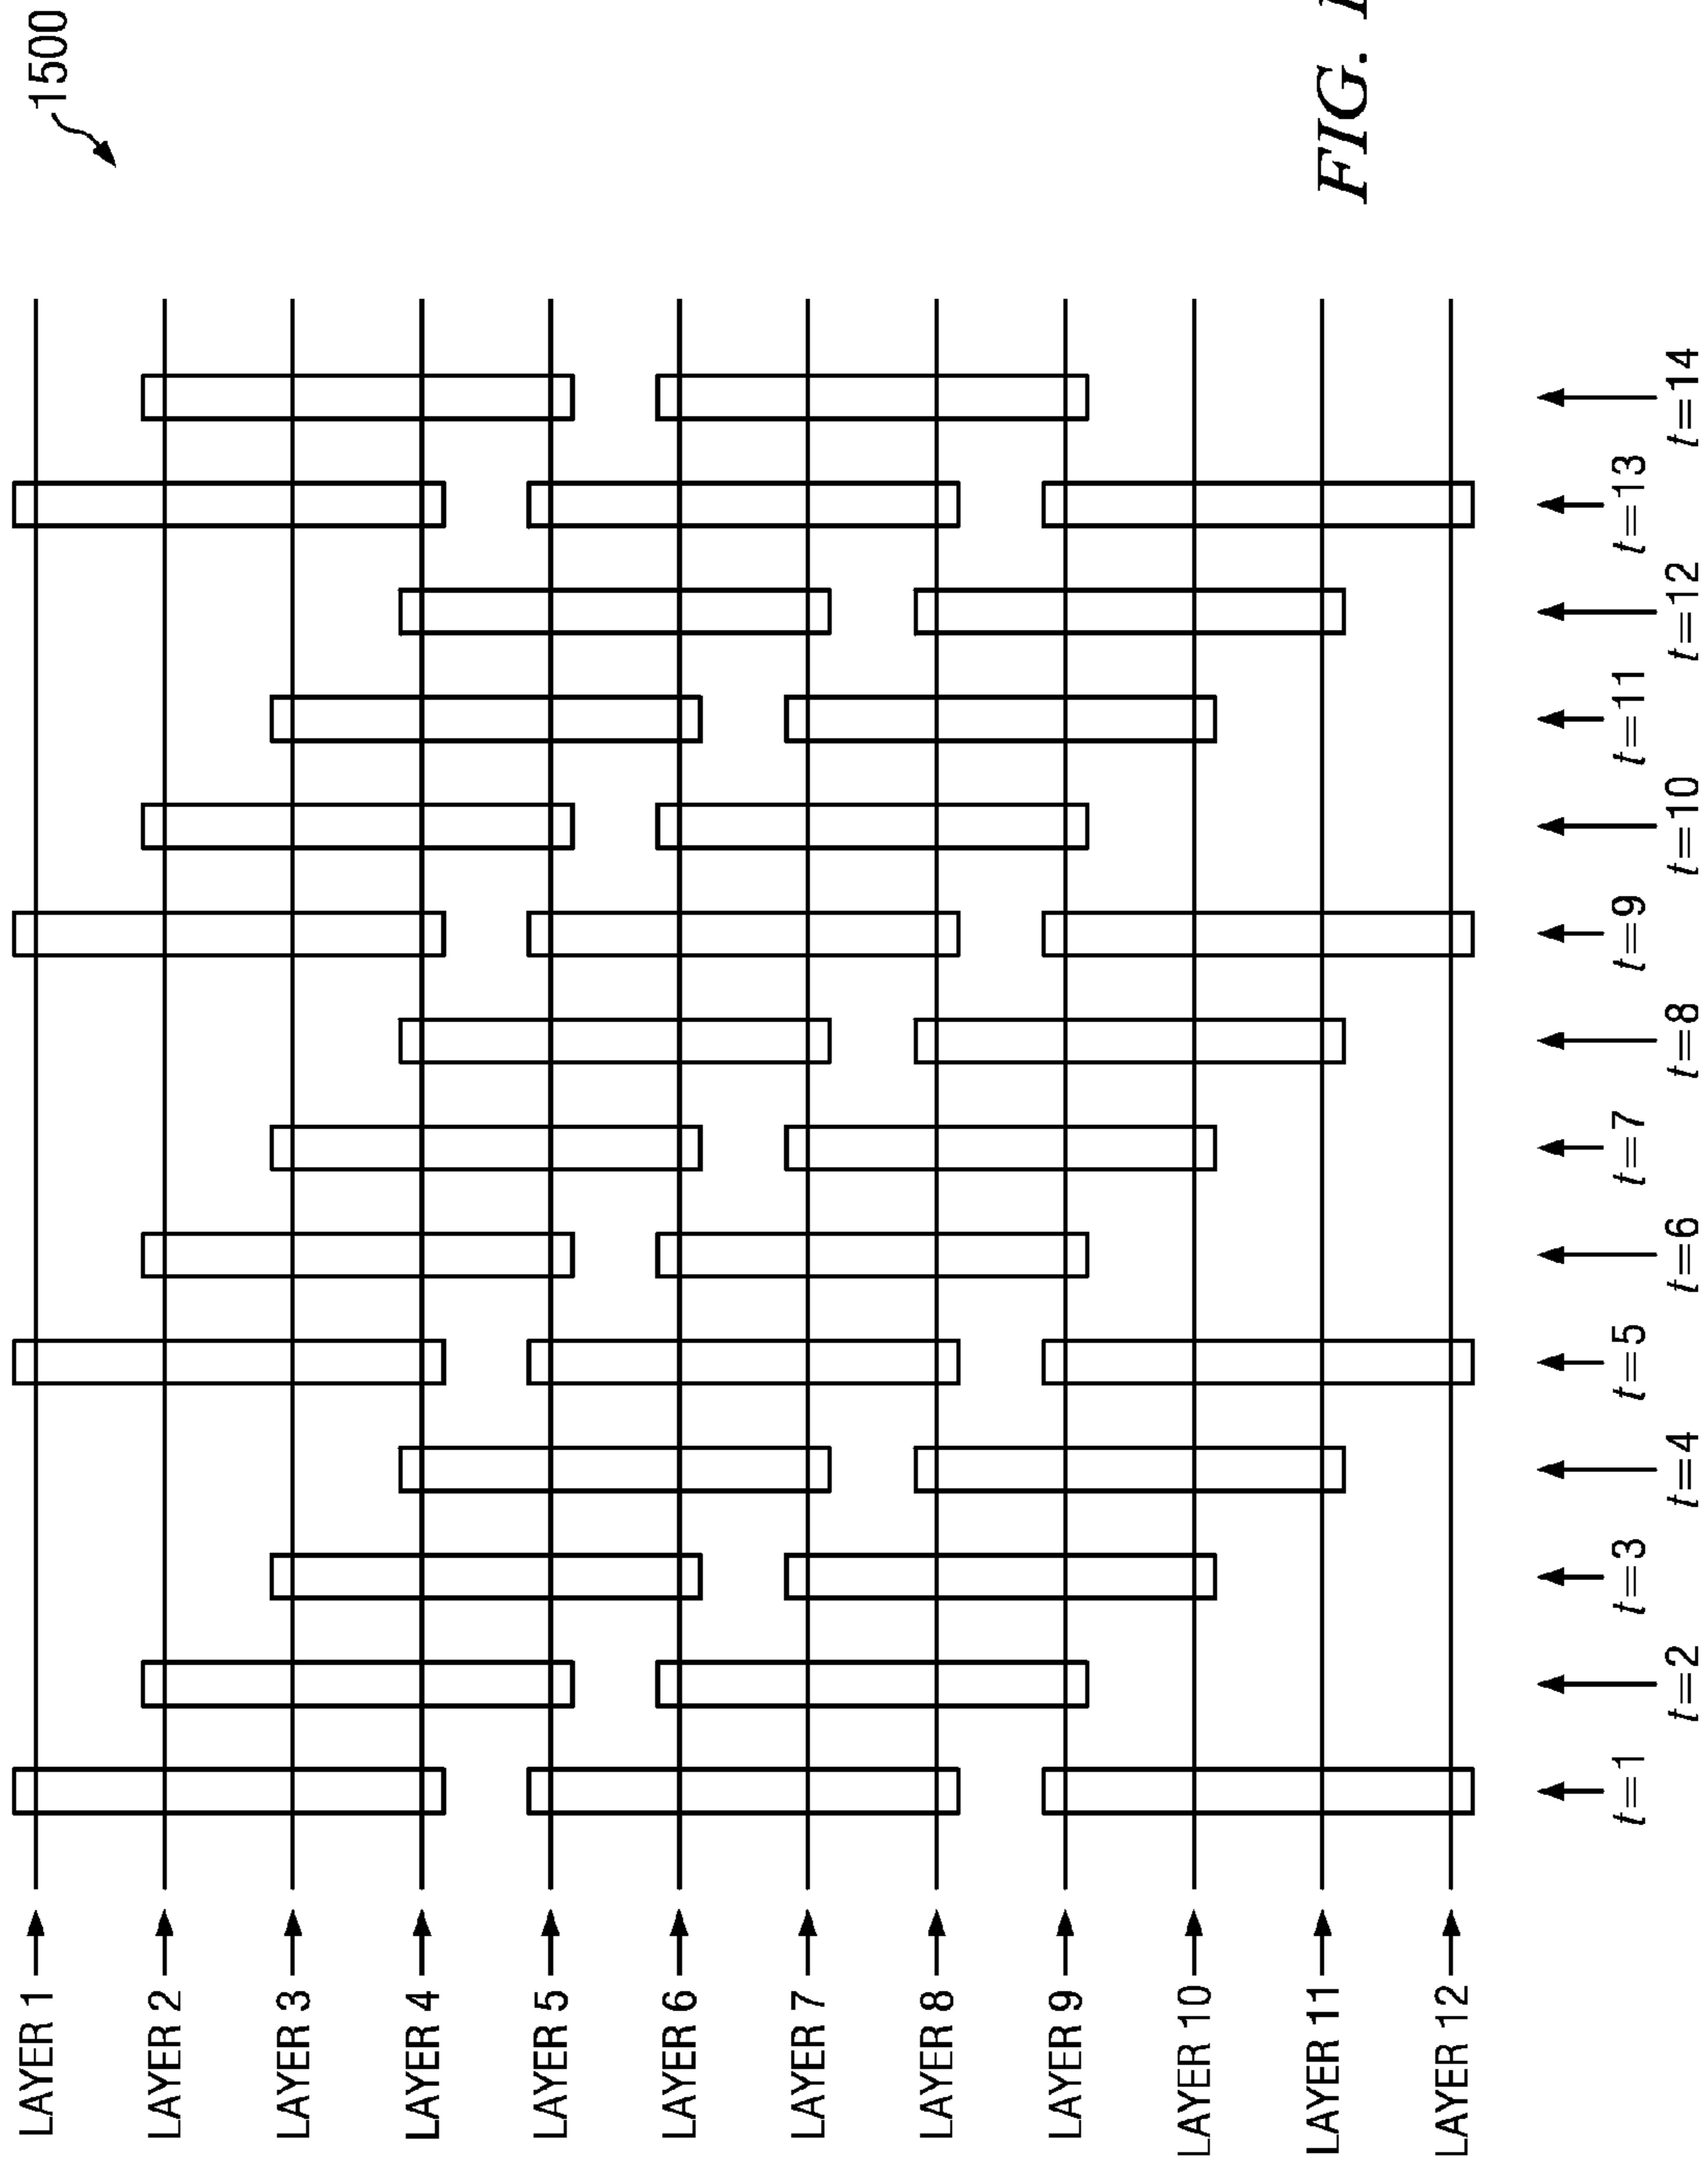 1500
LAYER 1
LAYER 2
LAYER 3
LAYER 4
LAYER 5
LAYER 6
LAYER 7
LAYER 8
LAYER 9
LAYER 10
LAYER 11
LAYER 12
t=1
t=2
t=3
t=4
t=5
t=6
t=7
t=8
t=9
t=10
t=11
t=12
t=13
t=14
FIG.